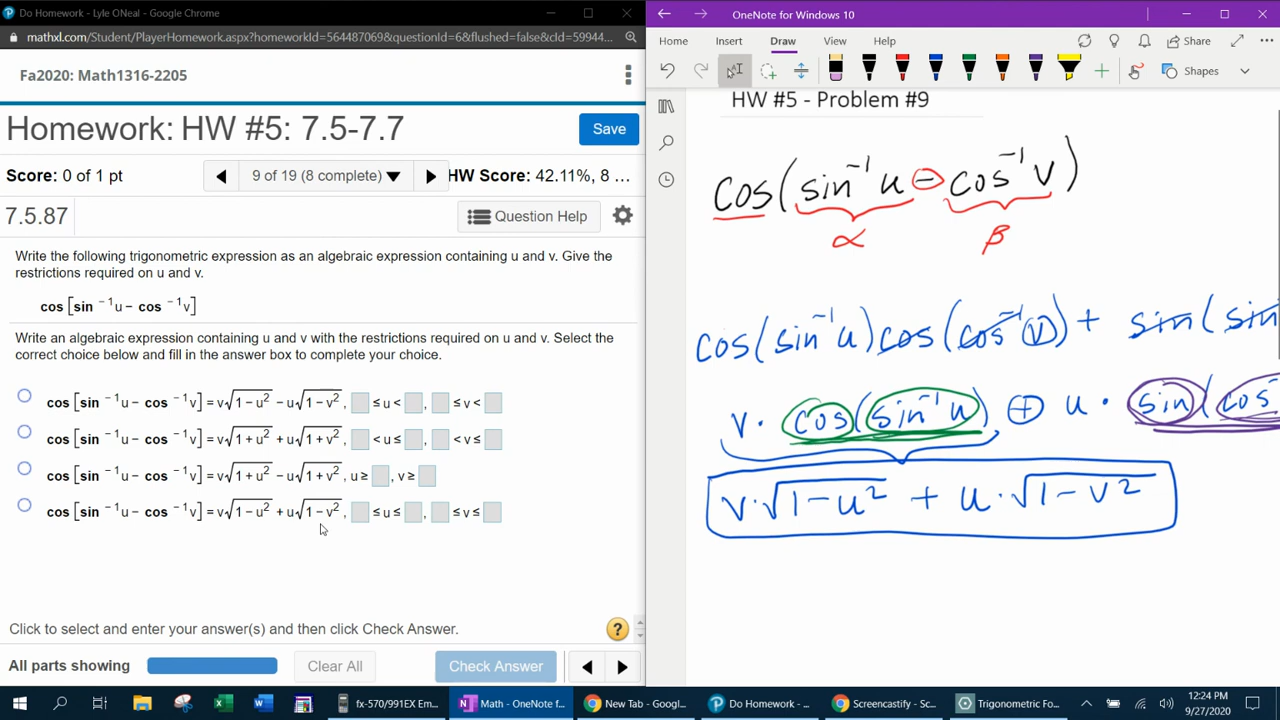 Do Homework - Lyle ONeal - Google Chrome
mathxl.com/Student/PlayerHomework.aspx?homeworkId=564487069&questionId=6&flushed=false&cId=59944...
Fa2020: Math1316-2205
Homework: HW #5: 7.5-7.7
Save
Score: 0 of 1 pt
9 of 19 (8 complete)
HW Score: 42.11%, 8 ...
7.5.87
Question Help
Write the following trigonometric expression as an algebraic expression containing u and v. Give the
restrictions required on u and v.
cos [sin ⁻¹u − cos ⁻¹v]
Write an algebraic expression containing u and v with the restrictions required on u and v. Select the
correct choice below and fill in the answer box to complete your choice.
cos [sin ⁻¹u − cos ⁻¹v] = v√1 − u² − u√1 − v², ≤ u < , ≤ v <
cos [sin ⁻¹u − cos ⁻¹v] = v√1 + u² + u√1 + v², < u ≤ , < v ≤
cos [sin ⁻¹u − cos ⁻¹v] = v√1 + u² − u√1 + v², u ≥ , v ≥
cos [sin ⁻¹u − cos ⁻¹v] = v√1 − u² + u√1 − v², ≤ u ≤ , ≤ v ≤
Click to select and enter your answer(s) and then click Check Answer.
?
All parts showing
Clear All
Check Answer
OneNote for Windows 10
Home Insert Draw View Help
Share
Shapes
HW #5 - Problem #9
cos(sin⁻¹ u − cos⁻¹ v)
α β
cos(sin⁻¹ u) cos(cos⁻¹ v) + sin(sin
v · cos(sin⁻¹ u) + u · sin(cos⁻
v · √1 − u² + u · √1 − v²
fx-570/991EX Em...
Math - OneNote f...
New Tab - Googl...
Do Homework - ...
Screencastify - Sc...
Trigonometric Fo...
12:24 PM
9/27/2020